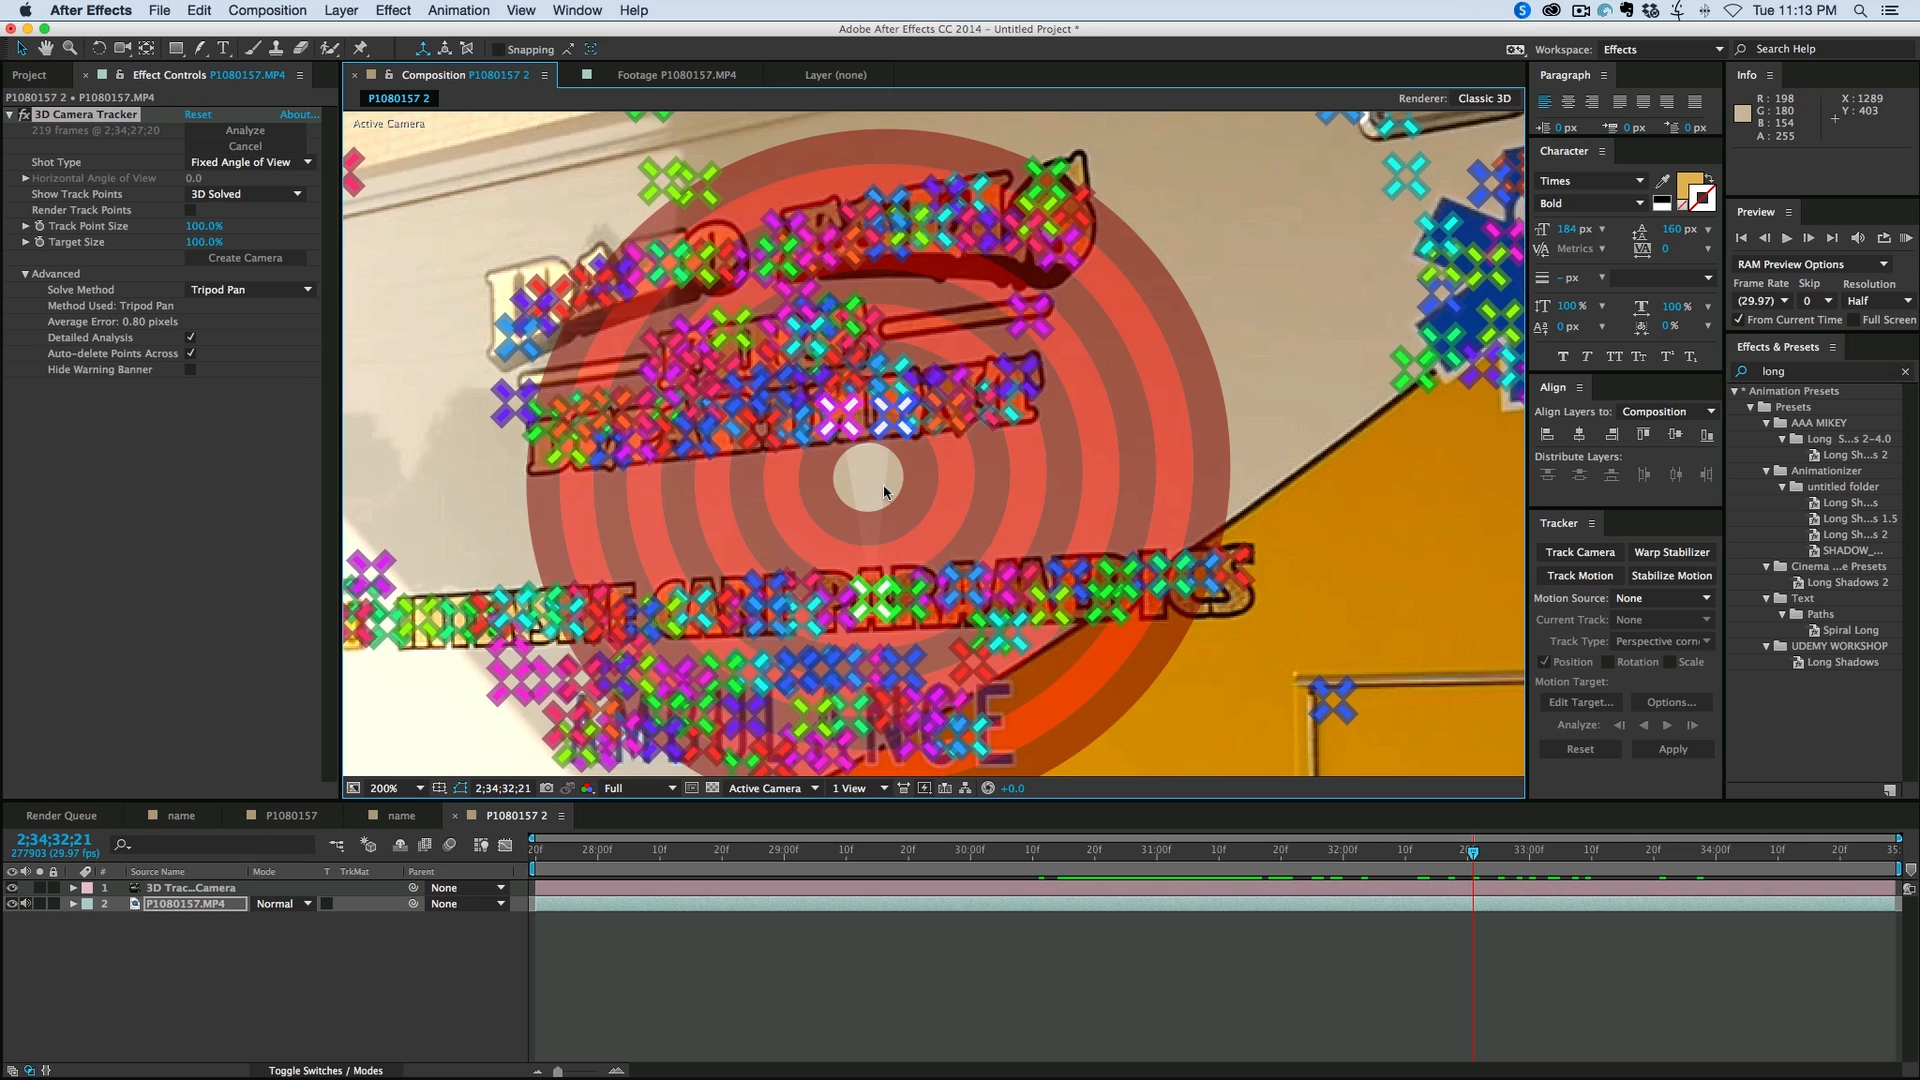 After Effects File Edit Composition Layer Effect Animation View Window Help
Tue 11:13 PM
Adobe After Effects CC 2014 - Untitled Project *
Snapping
Workspace: Effects
Search Help
Project
Effect Controls P1080157.MP4
P1080157 2 • P1080157.MP4
fx 3D Camera Tracker Reset About...
219 frames @ 2;34;27;20 Analyze
Cancel
Shot Type Fixed Angle of View
Horizontal Angle of View 0.0
Show Track Points 3D Solved
Render Track Points
Track Point Size 100.0%
Target Size 100.0%
Create Camera
Advanced
Solve Method Tripod Pan
Method Used: Tripod Pan
Average Error: 0.80 pixels
Detailed Analysis
Auto-delete Points Across
Hide Warning Banner
Composition P1080157 2
Footage P1080157.MP4
Layer (none)
P1080157 2
Renderer: Classic 3D
Active Camera
CARE PARAMEDICS
AMBULANCE
200% 2;34;32;21 Full Active Camera 1 View +0.0
Paragraph
0 px 0 px 0 px
Character
Times
Bold
184 px 160 px
Metrics 0
- px
100 % 100 %
0 px 0 %
Align
Align Layers to: Composition
Distribute Layers:
Tracker
Track Camera Warp Stabilizer
Track Motion Stabilize Motion
Motion Source: None
Current Track: None
Track Type: Perspective corn
Position Rotation Scale
Motion Target:
Edit Target... Options...
Analyze:
Reset Apply
Info
R: 198 X: 1289
G: 180 Y: 403
B: 154
A: 255
Preview
RAM Preview Options
Frame Rate Skip Resolution
(29.97) 0 Half
From Current Time Full Screen
Effects & Presets
long
* Animation Presets
Presets
AAA MIKEY
Long S...s 2-4.0
Long Sh...s 2
Animationizer
untitled folder
Long Sh...s
Long Sh...s 1.5
Long Sh...s 2
SHADOW_...
Cinema ...e Presets
Long Shadows 2
Text
Paths
Spiral Long
UDEMY WORKSHOP
Long Shadows
Render Queue name P1080157 name P1080157 2
2;34;32;21
277903 (29.97 fps)
20f 28:00f 10f 20f 29:00f 10f 20f 30:00f 10f 20f 31:00f 10f 20f 32:00f 10f 20f 33:00f 10f 20f 34:00f 10f 20f 35:
# Source Name Mode T TrkMat Parent
1 3D Trac...Camera None
2 P1080157.MP4 Normal None
Toggle Switches / Modes